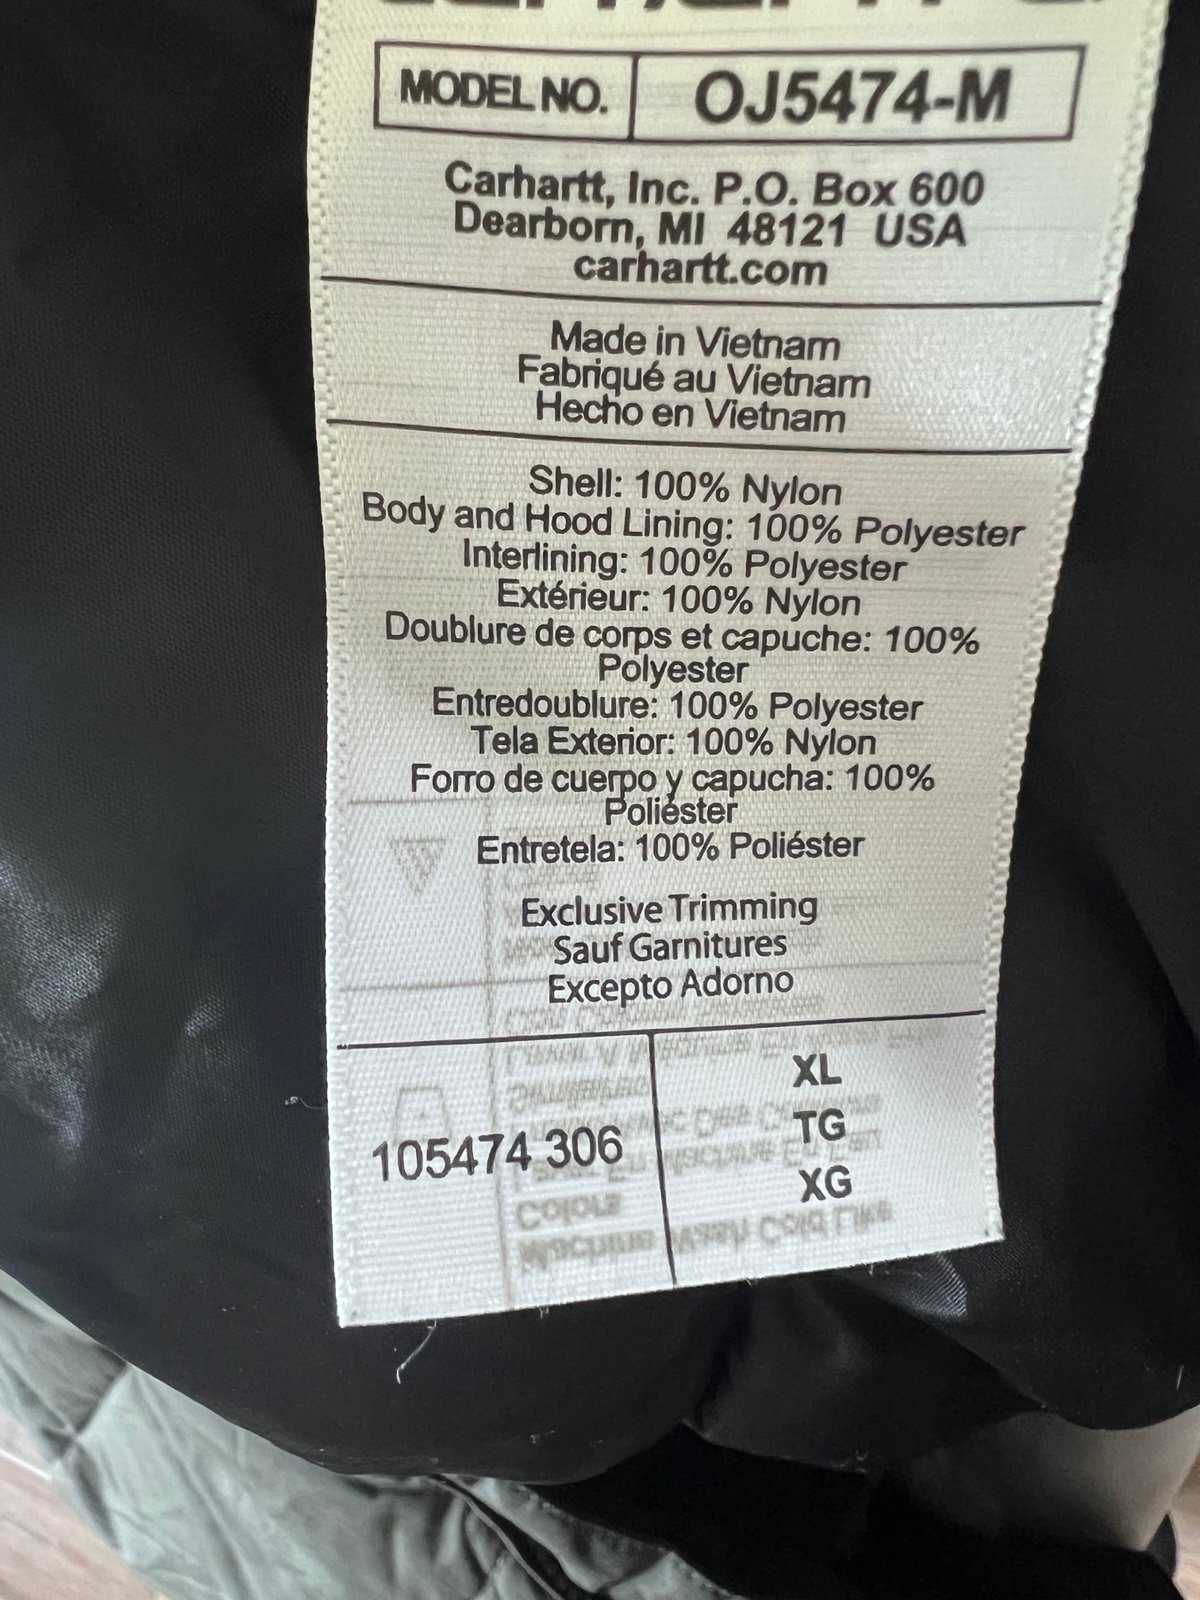 MODEL NO. OJ5474-M
Carhartt, Inc. P.O. Box 600
Dearborn, MI 48121 USA
carhartt.com
Made in Vietnam
Fabriqué au Vietnam
Hecho en Vietnam
Shell: 100% Nylon
Body and Hood Lining: 100% Polyester
Interlining: 100% Polyester
Extérieur: 100% Nylon
Doublure de corps et capuche: 100%
Polyester
Entredoublure: 100% Polyester
Tela Exterior: 100% Nylon
Forro de cuerpo y capucha: 100%
Poliéster
Entretela: 100% Poliéster
Exclusive Trimming
Sauf Garnitures
Excepto Adorno
105474 306
XL
TG
XG